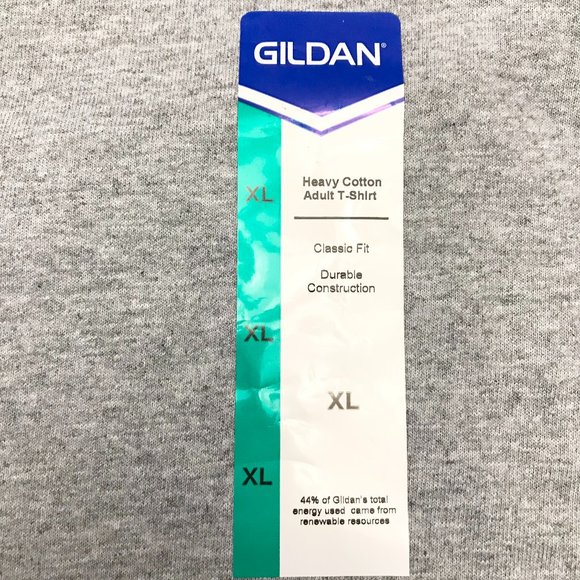 GILDAN®
XL
Heavy Cotton
Adult T-Shirt
Classic Fit
Durable
Construction
XL
XL
XL
44% of Gildan's total
energy used came from
renewable resources